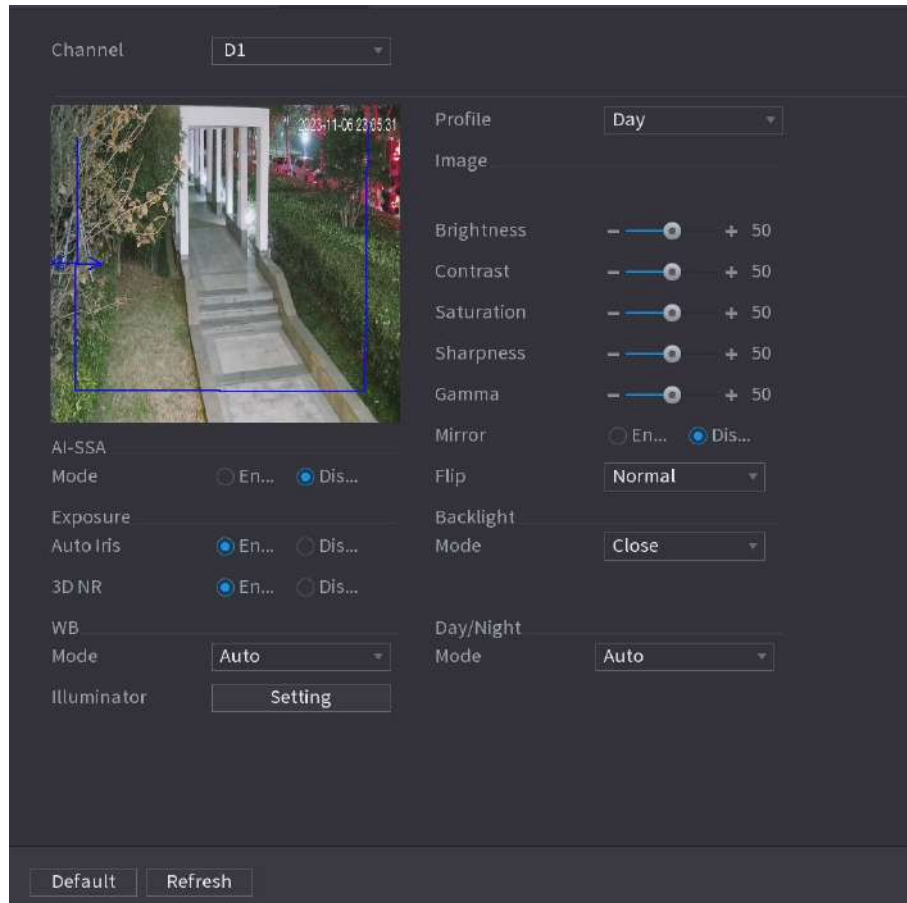 Channel D1
2023-11-06 23:05:31
Profile Day
Image
Brightness - + 50
Contrast - + 50
Saturation - + 50
Sharpness - + 50
Gamma - + 50
Mirror En... Dis...
Flip Normal
Backlight
Mode Close
AI-SSA
Mode En... Dis...
Exposure
Auto Iris En... Dis...
3D NR En... Dis...
WB
Mode Auto
Illuminator Setting
Day/Night
Mode Auto
Default Refresh